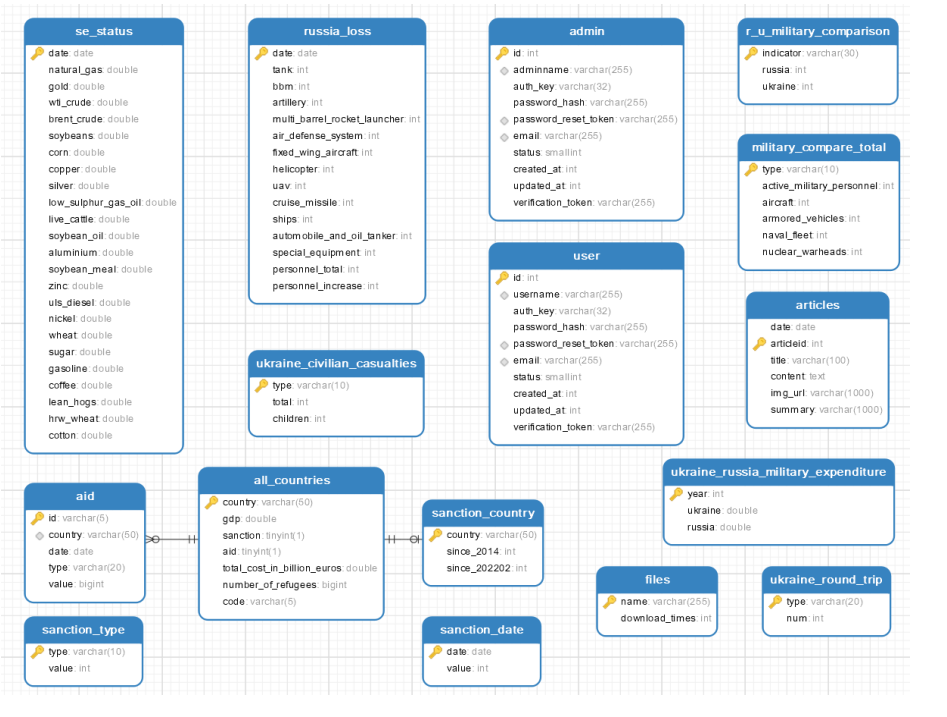 se_status
date: date
natural_gas: double
gold: double
wti_crude: double
brent_crude: double
soybeans: double
corn: double
copper: double
silver: double
low_sulphur_gas_oil: double
live_cattle: double
soybean_oil: double
aluminium: double
soybean_meal: double
zinc: double
uls_diesel: double
nickel: double
wheat: double
sugar: double
gasoline: double
coffee: double
lean_hogs: double
hrw_wheat: double
cotton: double
russia_loss
date: date
tank: int
bbm: int
artillery: int
multi_barrel_rocket_launcher: int
air_defense_system: int
fixed_wing_aircraft: int
helicopter: int
uav: int
cruise_missile: int
ships: int
automobile_and_oil_tanker: int
special_equipment: int
personnel_total: int
personnel_increase: int
admin
id: int
adminname: varchar(255)
auth_key: varchar(32)
password_hash: varchar(255)
password_reset_token: varchar(255)
email: varchar(255)
status: smallint
created_at: int
updated_at: int
verification_token: varchar(255)
r_u_military_comparison
indicator: varchar(30)
russia: int
ukraine: int
military_compare_total
type: varchar(10)
active_military_personnel: int
aircraft: int
armored_vehicles: int
naval_fleet: int
nuclear_warheads: int
user
id: int
username: varchar(255)
auth_key: varchar(32)
password_hash: varchar(255)
password_reset_token: varchar(255)
email: varchar(255)
status: smallint
created_at: int
updated_at: int
verification_token: varchar(255)
articles
date: date
articleid: int
title: varchar(100)
content: text
img_url: varchar(1000)
summary: varchar(1000)
ukraine_civilian_casualties
type: varchar(10)
total: int
children: int
ukraine_russia_military_expenditure
year: int
ukraine: double
russia: double
aid
id: varchar(5)
country: varchar(50)
date: date
type: varchar(20)
value: bigint
all_countries
country: varchar(50)
gdp: double
sanction: tinyint(1)
aid: tinyint(1)
total_cost_in_billion_euros: double
number_of_refugees: bigint
code: varchar(5)
sanction_country
country: varchar(50)
since_2014: int
since_202202: int
files
name: varchar(255)
download_times: int
ukraine_round_trip
type: varchar(20)
num: int
sanction_type
type: varchar(10)
value: int
sanction_date
date: date
value: int